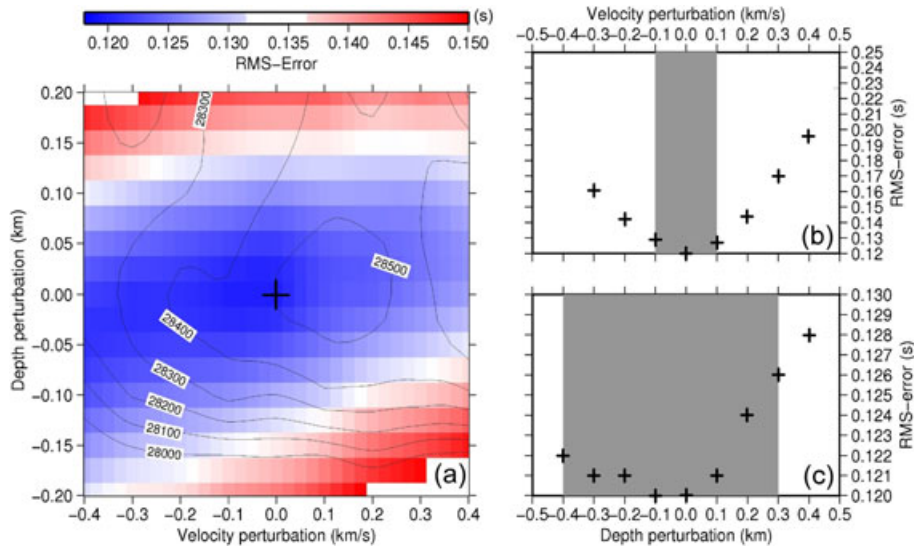 (s)
0.120 0.125 0.130 0.135 0.140 0.145 0.150
RMS-Error
0.20
0.15
0.10
0.05
0.00
-0.05
-0.10
-0.15
-0.20
Depth perturbation (km)
28300
28500
28400
28300
28200
28100
28000
(a)
-0.4 -0.3 -0.2 -0.1 0.0 0.1 0.2 0.3 0.4
Velocity perturbation (km/s)
Velocity perturbation (km/s)
-0.5 -0.4 -0.3 -0.2 -0.1 0.0 0.1 0.2 0.3 0.4 0.5
0.25
0.24
0.23
0.22
0.21
0.20
0.19
0.17
0.16
0.14
0.13
0.12
RMS-error (s)
(b)
0.130
0.128
0.127
0.126
0.124
0.123
0.122
0.121
0.120
RMS-error (s)
(c)
-0.5 -0.4 -0.3 -0.2 -0.1 0.0 0.1 0.2 0.3 0.4 0.5
Depth perturbation (km)